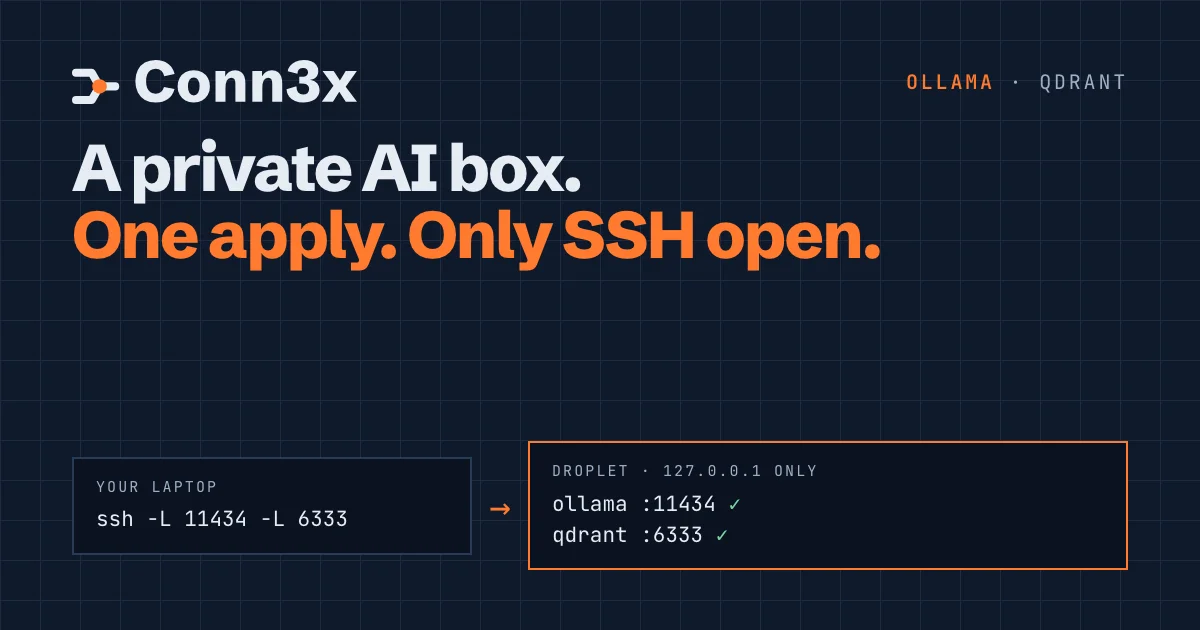 Conn3x
OLLAMA · QDRANT
A private AI box.
One apply. Only SSH open.
YOUR LAPTOP
ssh -L 11434 -L 6333
→
DROPLET · 127.0.0.1 ONLY
ollama :11434 ✓
qdrant :6333 ✓